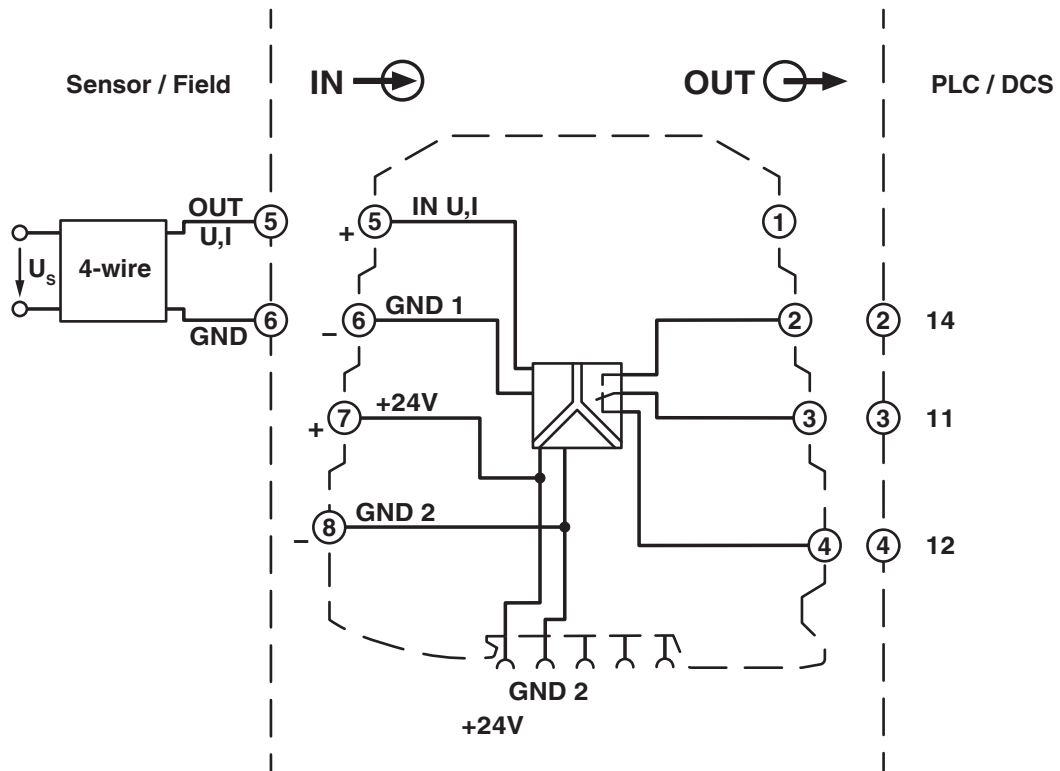 Sensor / Field
IN
OUT
PLC / DCS
OUT
U,I
5
5
IN U,I
+
1
U_S
4-wire
6
GND
6
GND 1
–
2
2
14
7
+24V
+
3
3
11
8
GND 2
–
4
4
12
GND 2
+24V